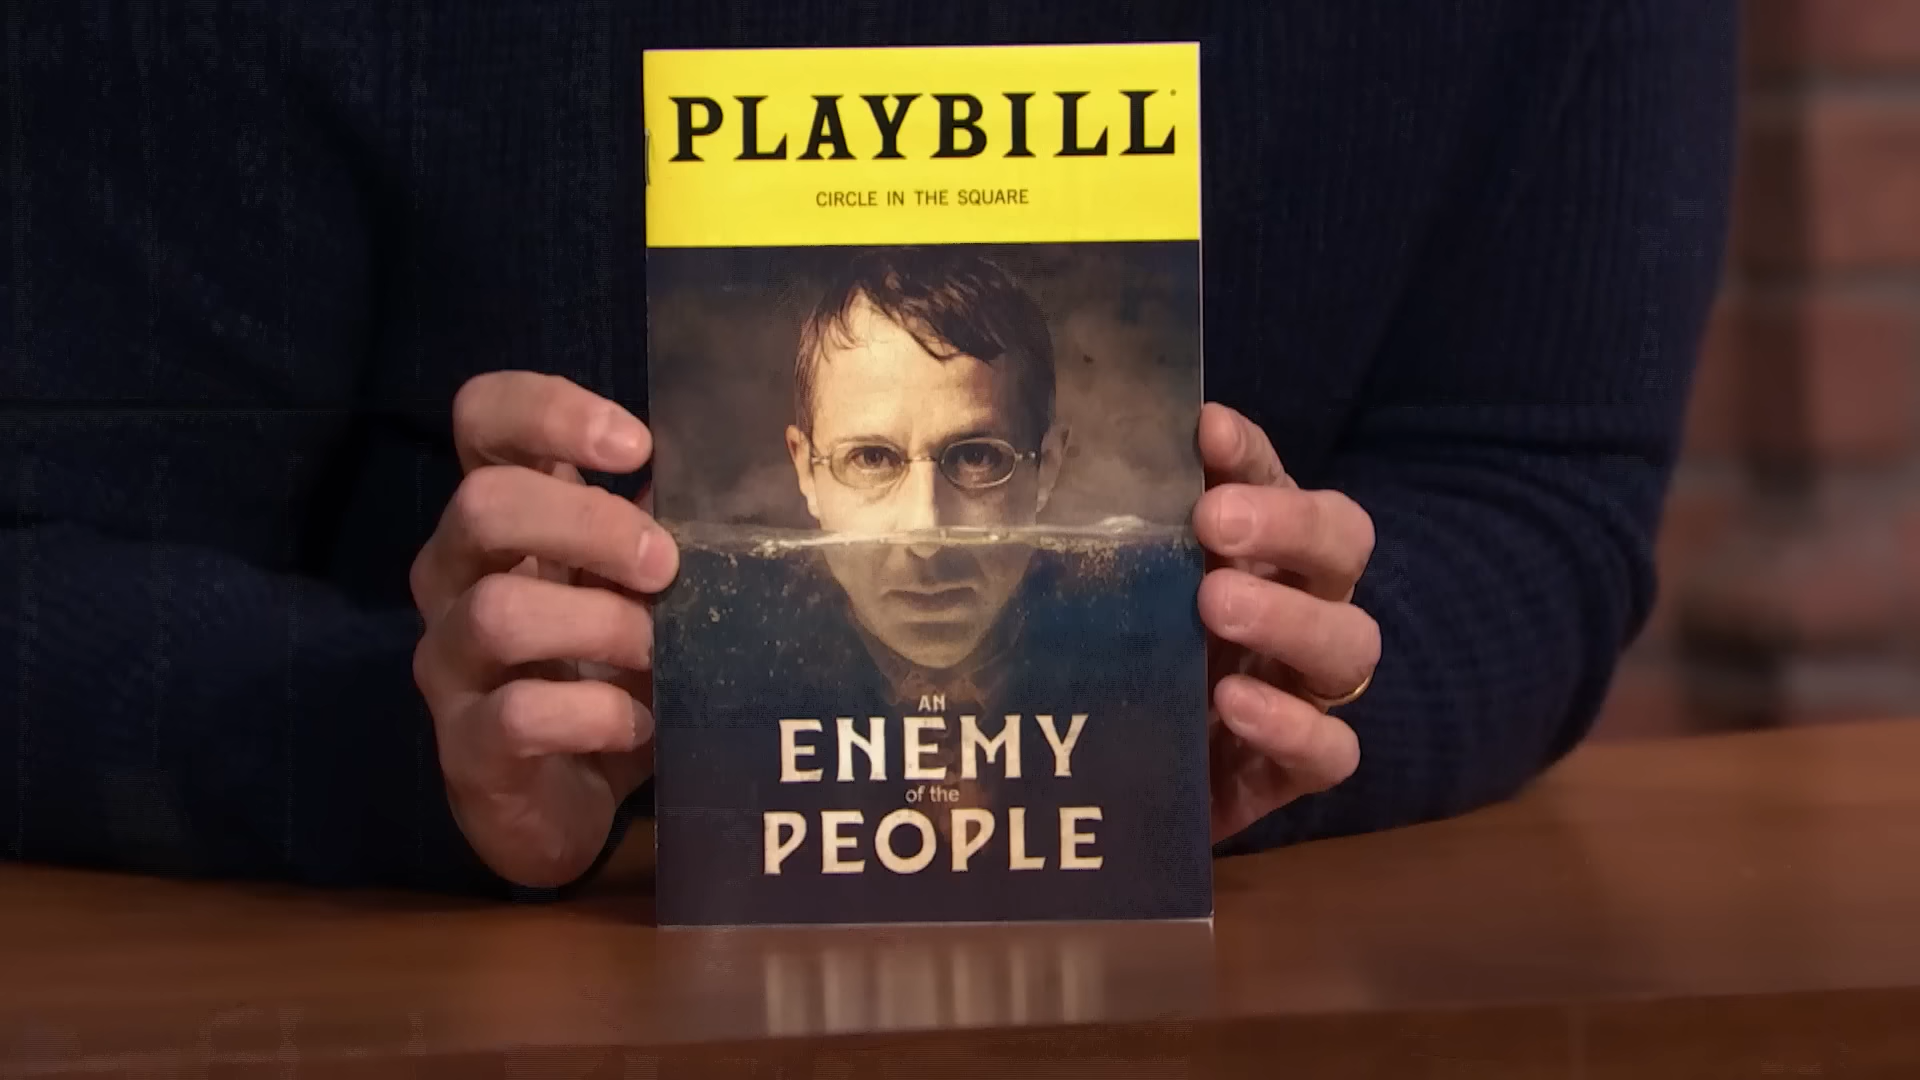 PLAYBILL
CIRCLE IN THE SQUARE
AN
ENEMY
of the
PEOPLE